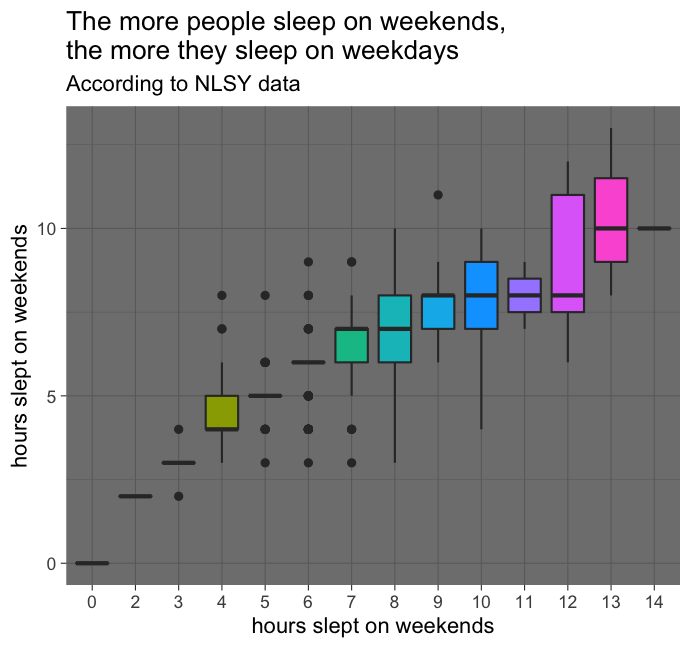 The more people sleep on weekends,
the more they sleep on weekdays
According to NLSY data
hours slept on weekends
10
5
0
0 2 3 4 5 6 7 8 9 10 11 12 13 14
hours slept on weekends